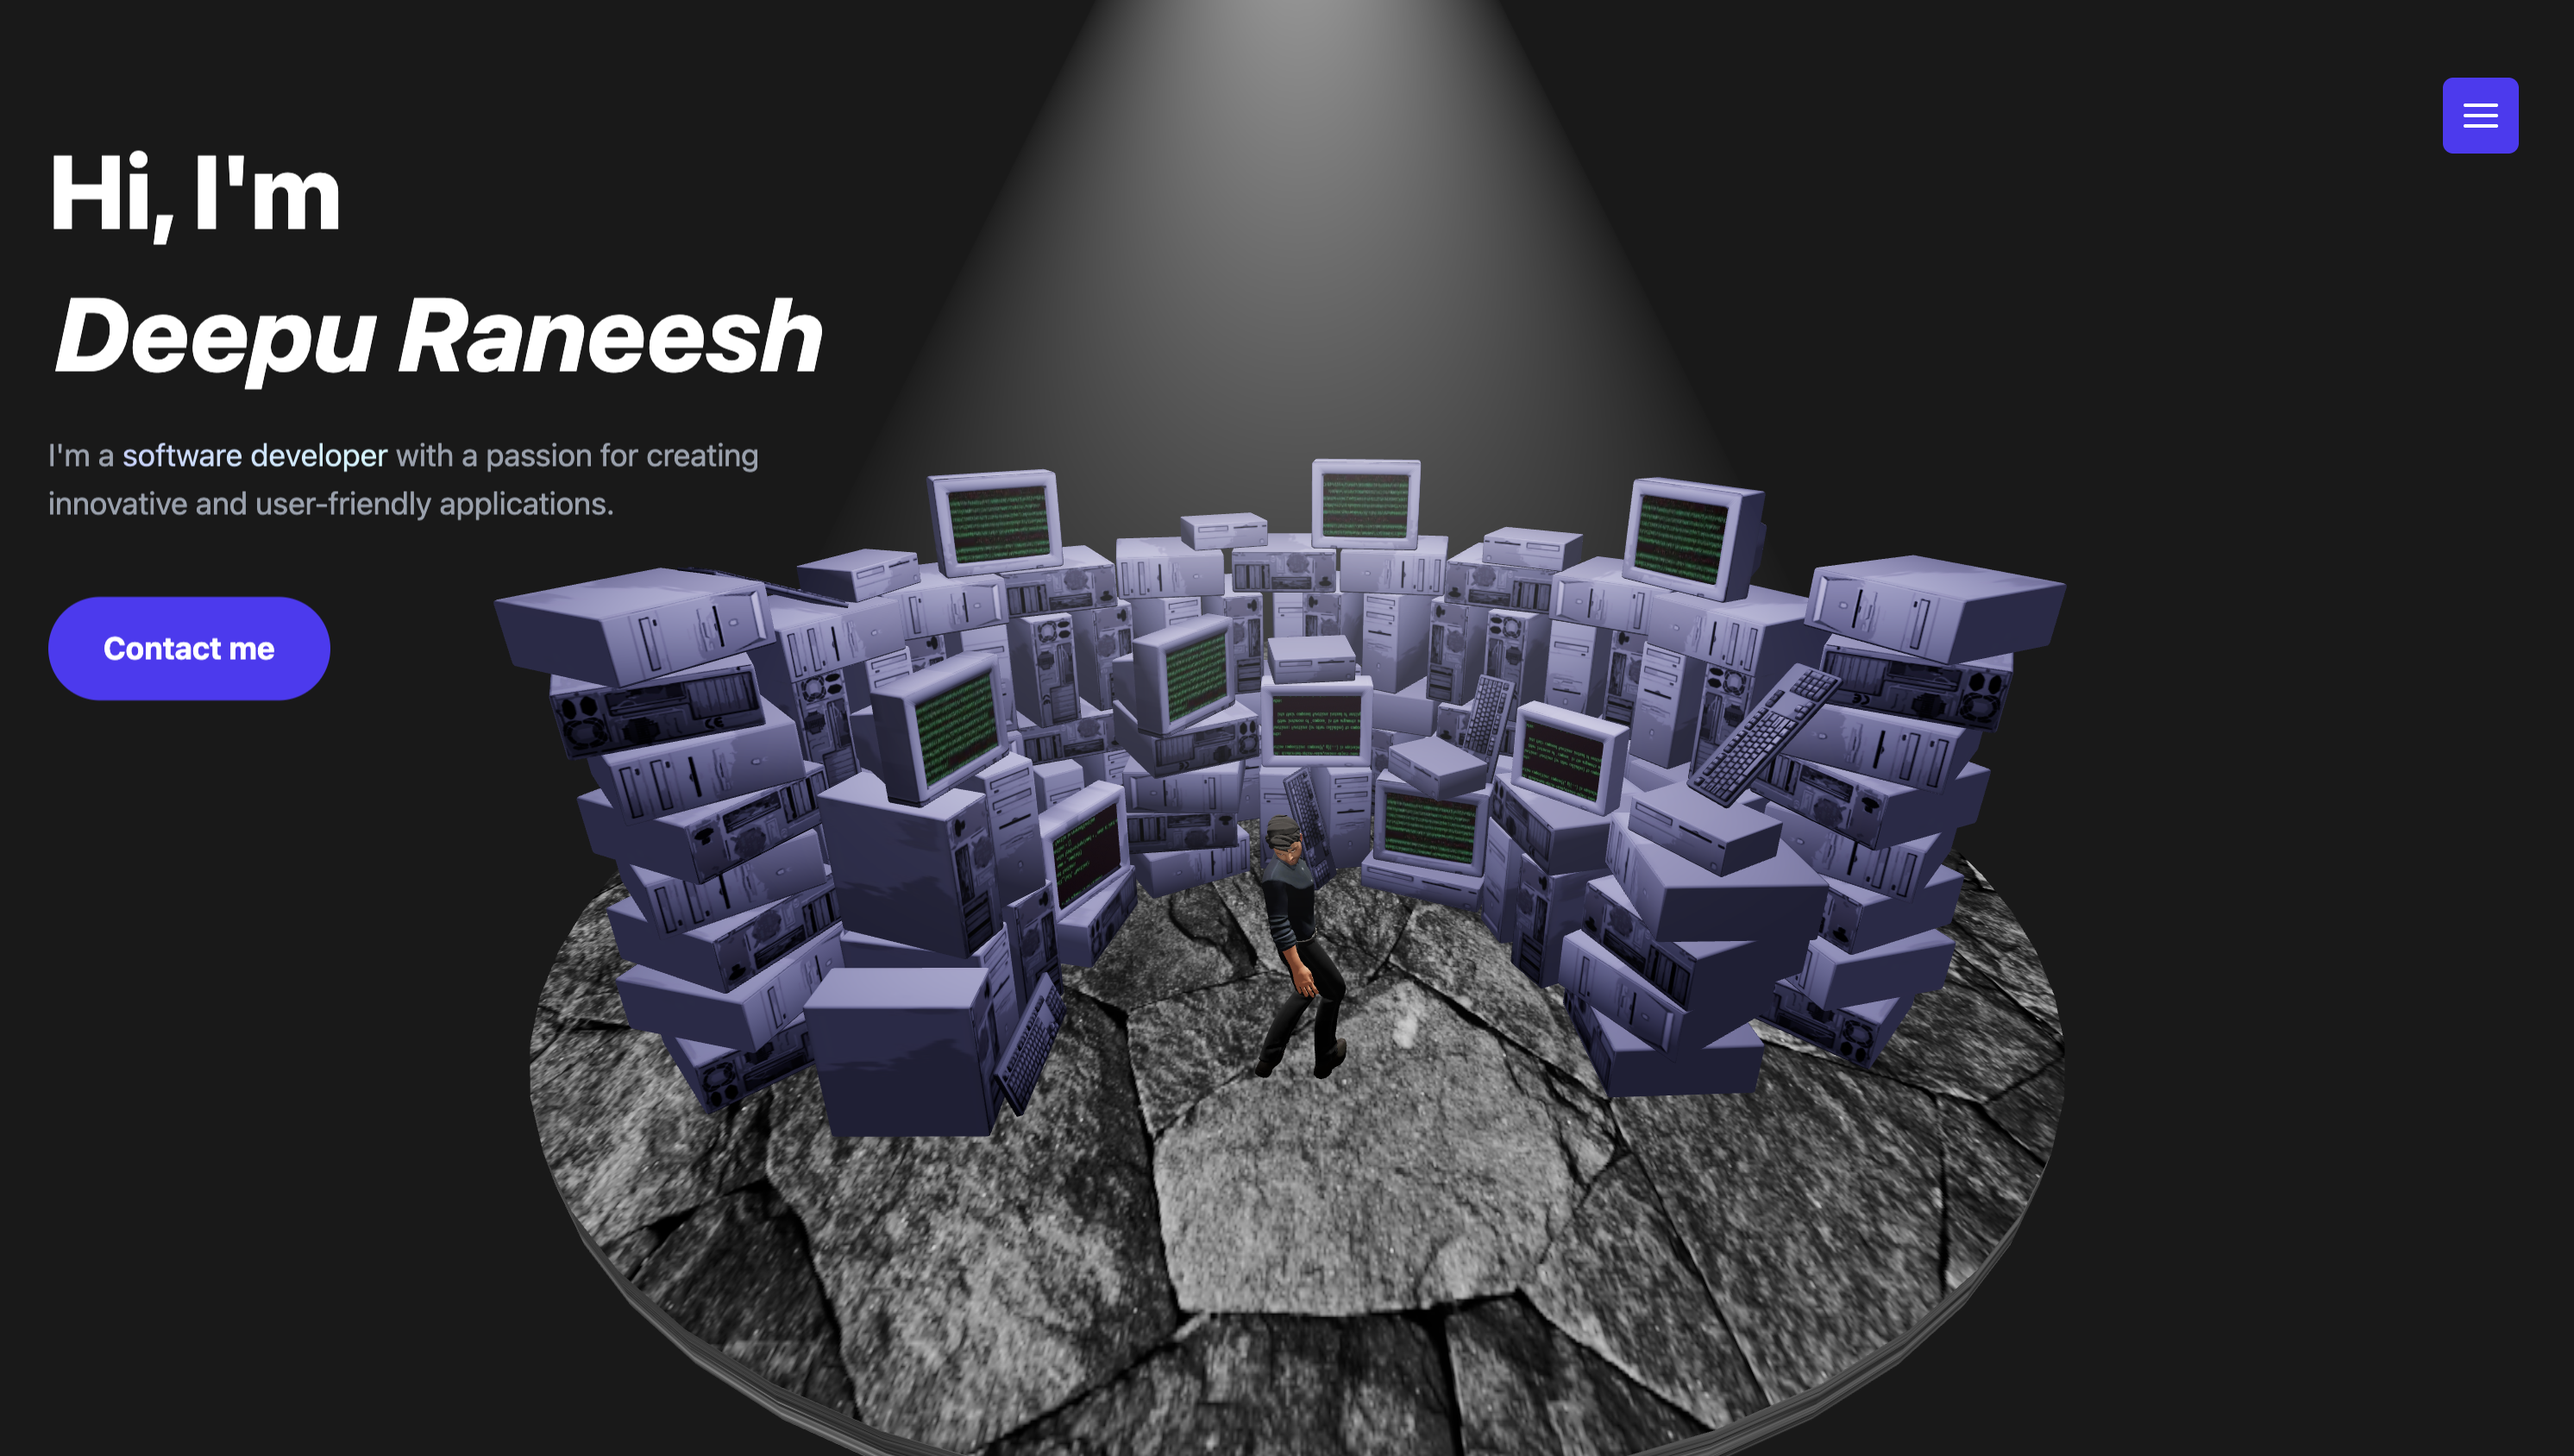 Hi, I'm
Deepu Raneesh
I'm a software developer with a passion for creating
innovative and user-friendly applications.
Contact me